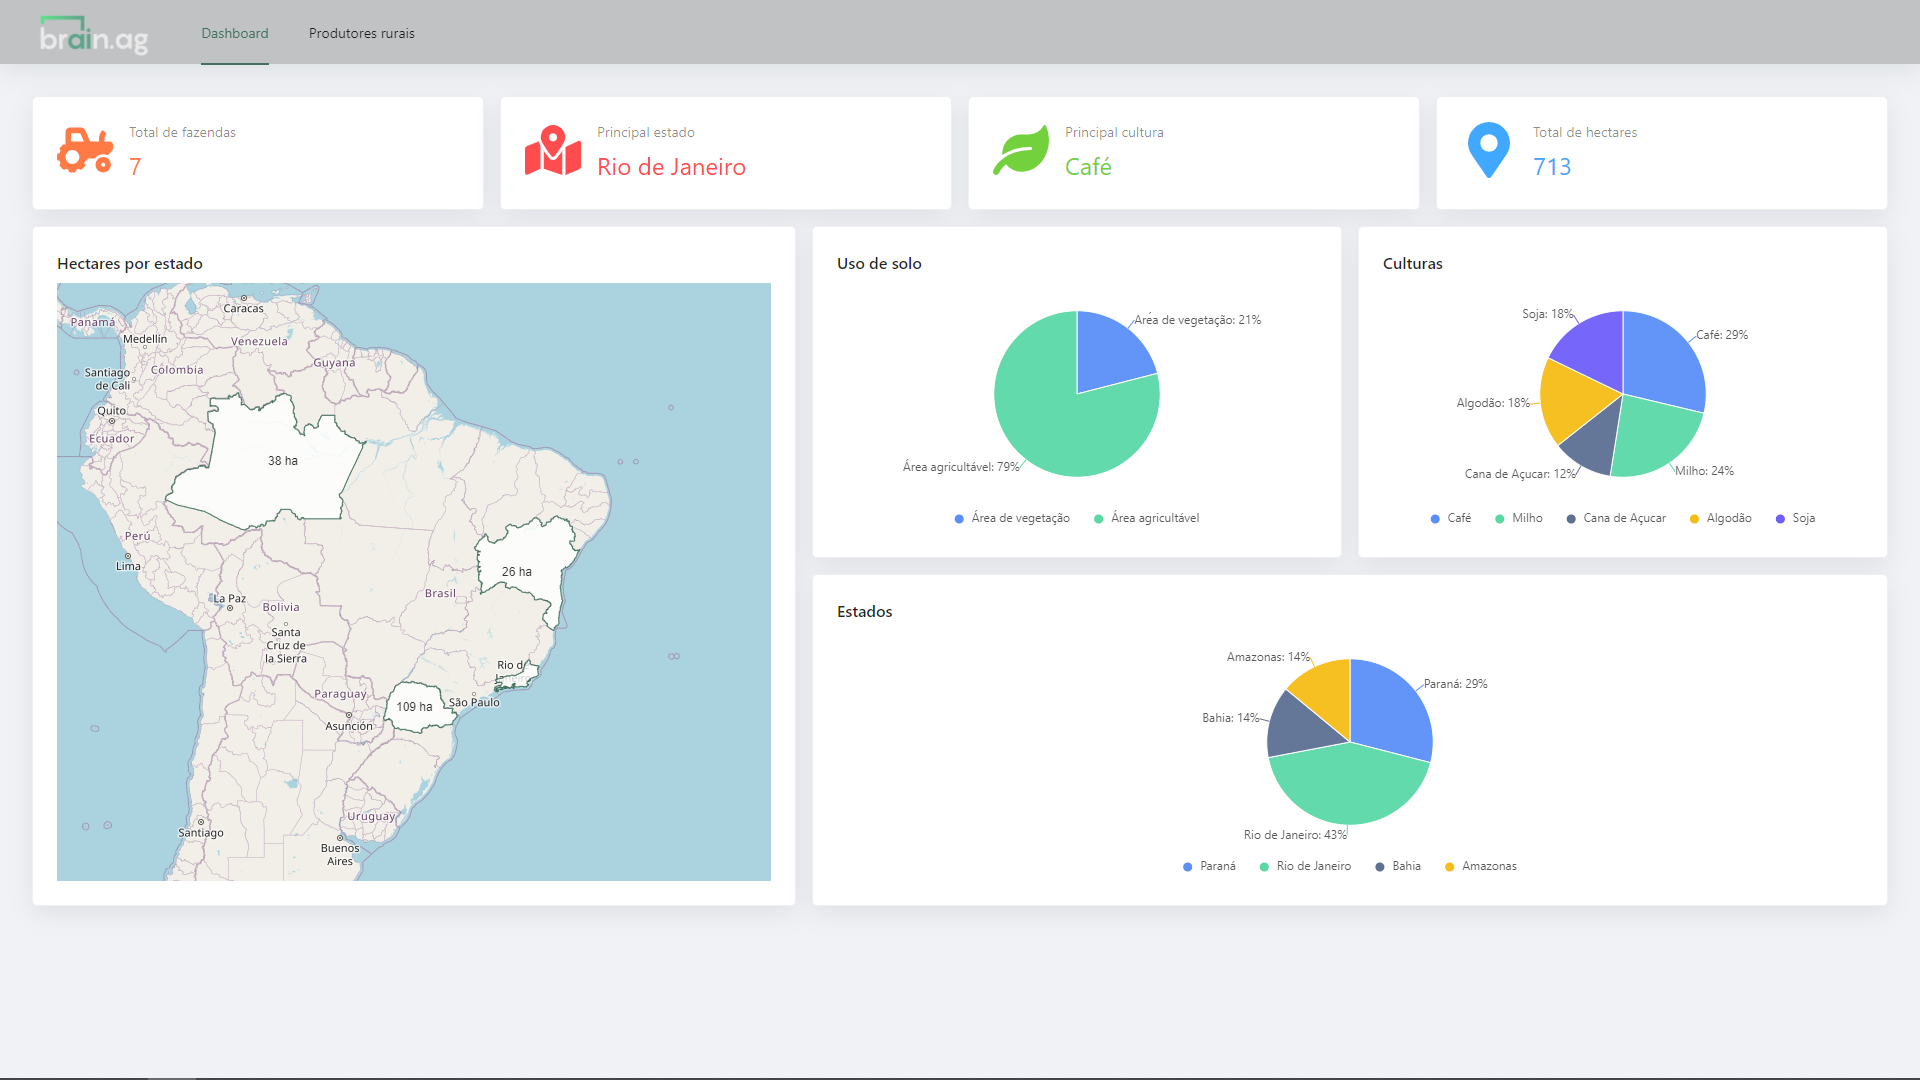 brain.ag
Dashboard
Produtores rurais
Total de fazendas
7
Principal estado
Rio de Janeiro
Principal cultura
Café
Total de hectares
713
Hectares por estado
Caracas
Panamá
Medellín
Venezuela
Guyana
Colombia
Santiago
de Cali
Quito
Ecuador
38 ha
Perú
Lima
26 ha
Brasil
La Paz
Bolivia
Santa
Cruz de
la Sierra
Rio de
Janeiro
Paraguay
São Paulo
109 ha
Asunción
Uruguay
Santiago
Buenos
Aires
Uso de solo
Área de vegetação: 21%
Área agricultável: 79%
Área de vegetação
Área agricultável
Culturas
Soja: 18%
Café: 29%
Algodão: 18%
Cana de Açucar: 12%
Milho: 24%
Café
Milho
Cana de Açucar
Algodão
Soja
Estados
Amazonas: 14%
Paraná: 29%
Bahia: 14%
Rio de Janeiro: 43%
Paraná
Rio de Janeiro
Bahia
Amazonas